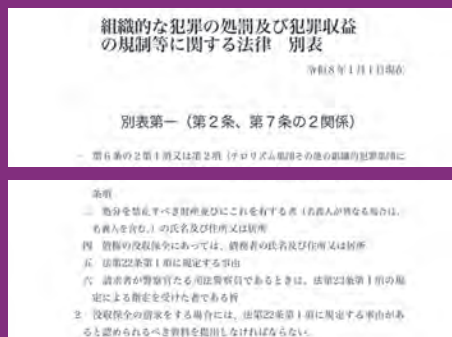 組織的な犯罪の処罰及び犯罪収益
の規制等に関する法律　別表
令和8年1月1日現在
別表第一（第2条、第7条の2関係）
一　第6条の2第1項又は第2項（テロリズム集団その他の組織的犯罪集団に
条項
三　処分を禁止すべき財産並びにこれを有する者（名義人が異なる場合は、
名義人を含む。）の氏名及び住所又は居所
四　債権の没収保全にあっては、債務者の氏名及び住所又は居所
五　法第22条第1項に規定する事由
六　請求者が警察官たる司法警察員であるときは、法第23条第1項の規
定による指定を受けた者である旨
2　没収保全の請求をする場合には、法第22条第1項に規定する事由があ
ると認められるべき資料を提出しなければならない。